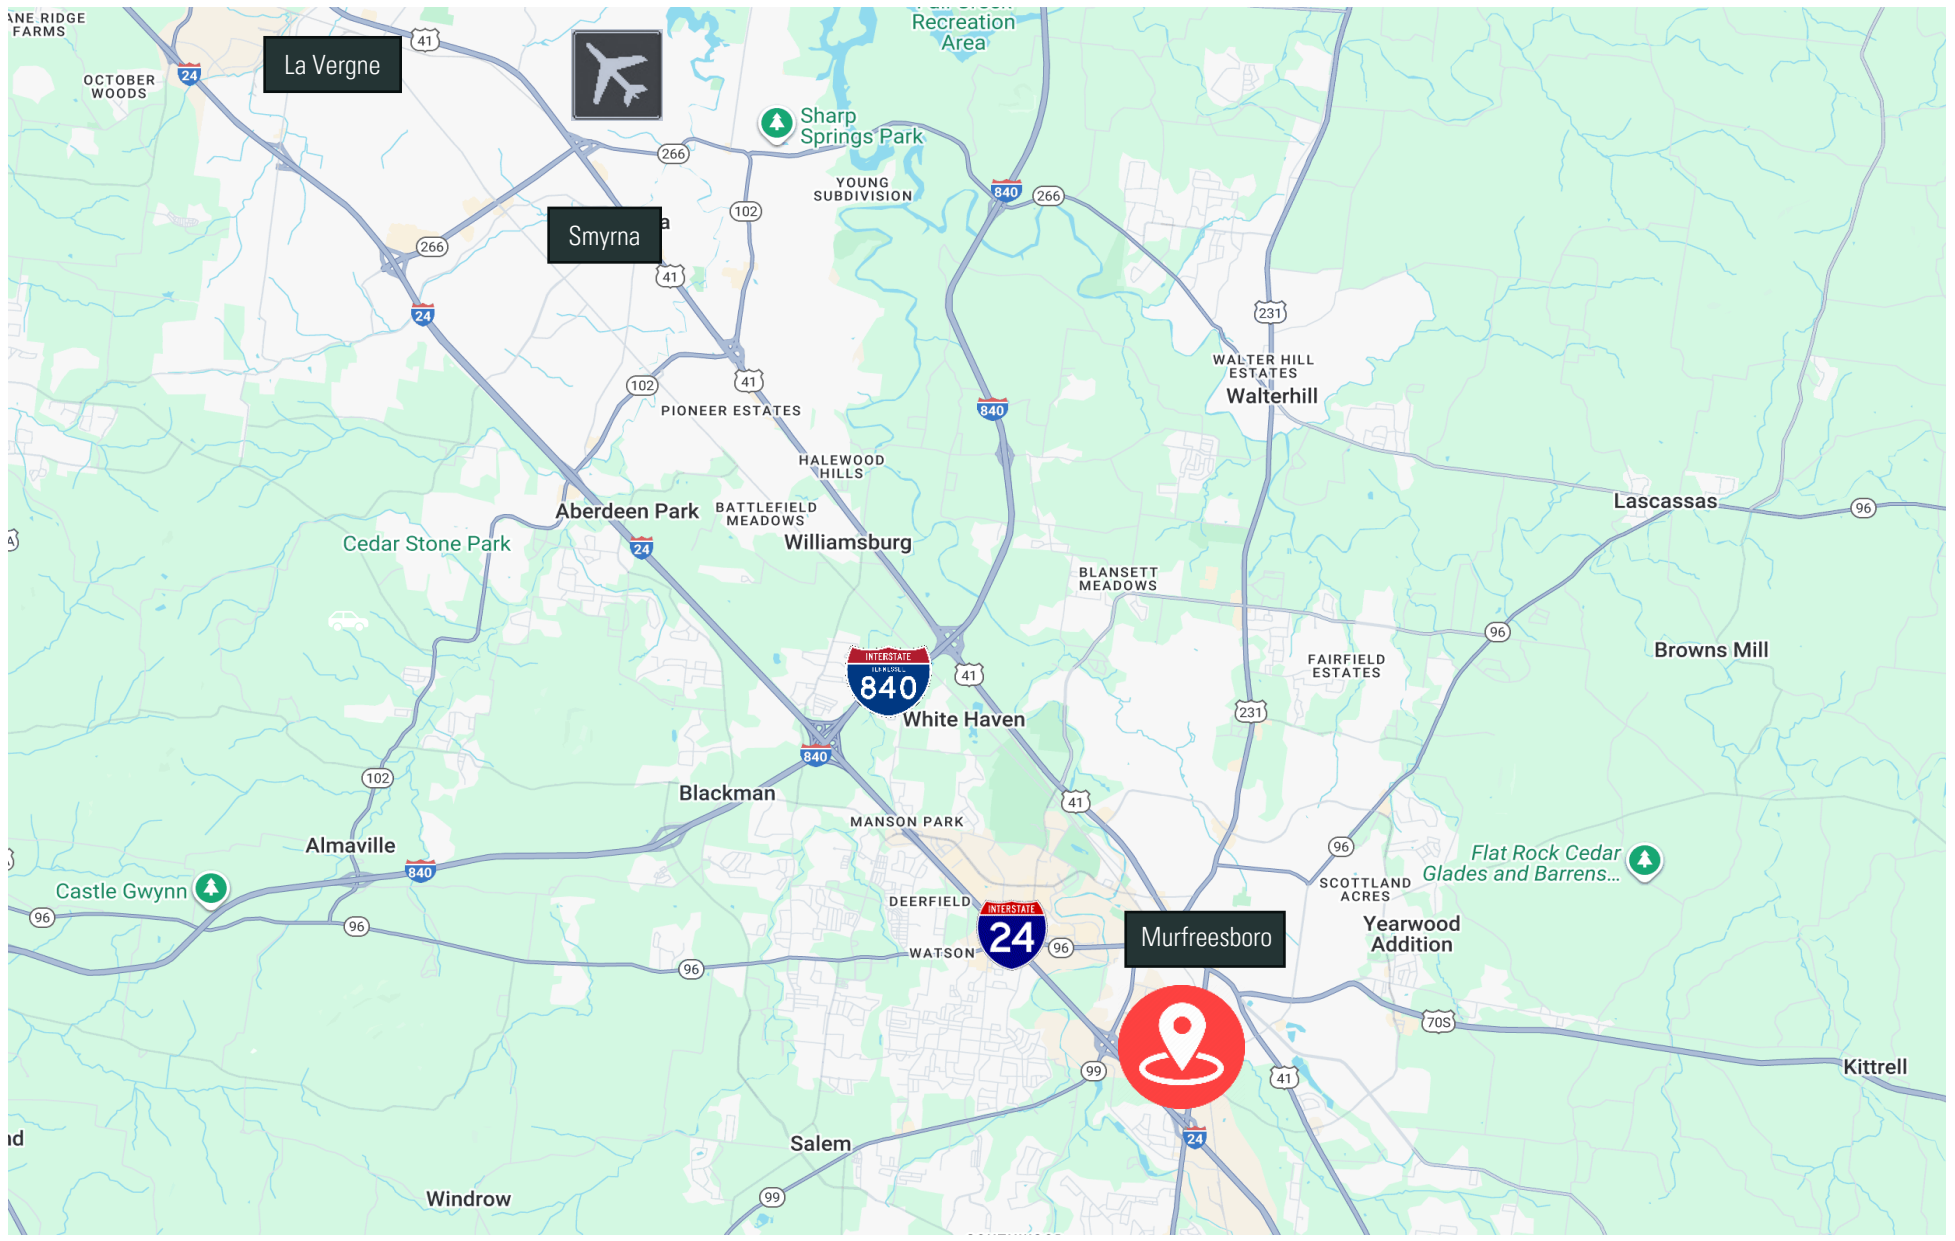 ANE RIDGE
FARMS
41
Recreation
Area
La Vergne
24
OCTOBER
WOODS
Sharp
Springs Park
266
YOUNG
SUBDIVISION
840
266
102
a
Smyrna
266
41
24
231
WALTER HILL
ESTATES
Walterhill
102
41
PIONEER ESTATES
840
HALEWOOD
HILLS
Aberdeen Park
BATTLEFIELD
MEADOWS
Lascassas
96
Cedar Stone Park
24
Williamsburg
BLANSETT
MEADOWS
96
Browns Mill
INTERSTATE
TENNESSEE
840
41
FAIRFIELD
ESTATES
White Haven
231
840
102
Blackman
41
MANSON PARK
Almaville
96
Flat Rock Cedar
Glades and Barrens...
840
Castle Gwynn
SCOTTLAND
ACRES
DEERFIELD
96
96
INTERSTATE
24
Yearwood
Addition
WATSON
96
Murfreesboro
96
70S
99
41
Kittrell
nd
Salem
24
Windrow
99